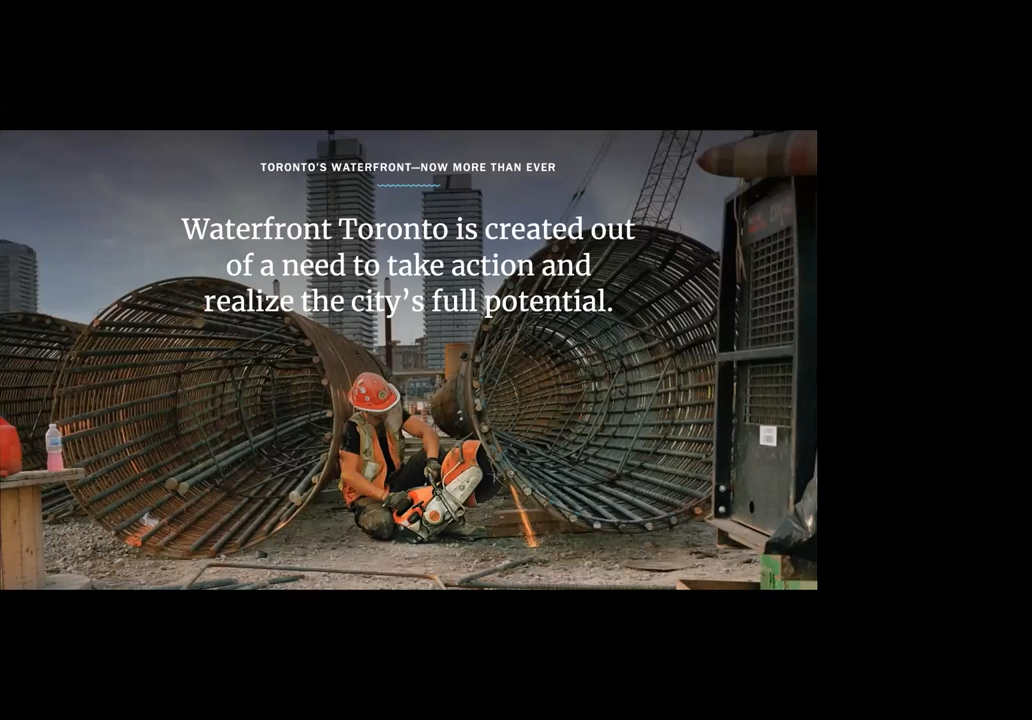 TORONTO'S WATERFRONT—NOW MORE THAN EVER
Waterfront Toronto is created out
of a need to take action and
realize the city's full potential.